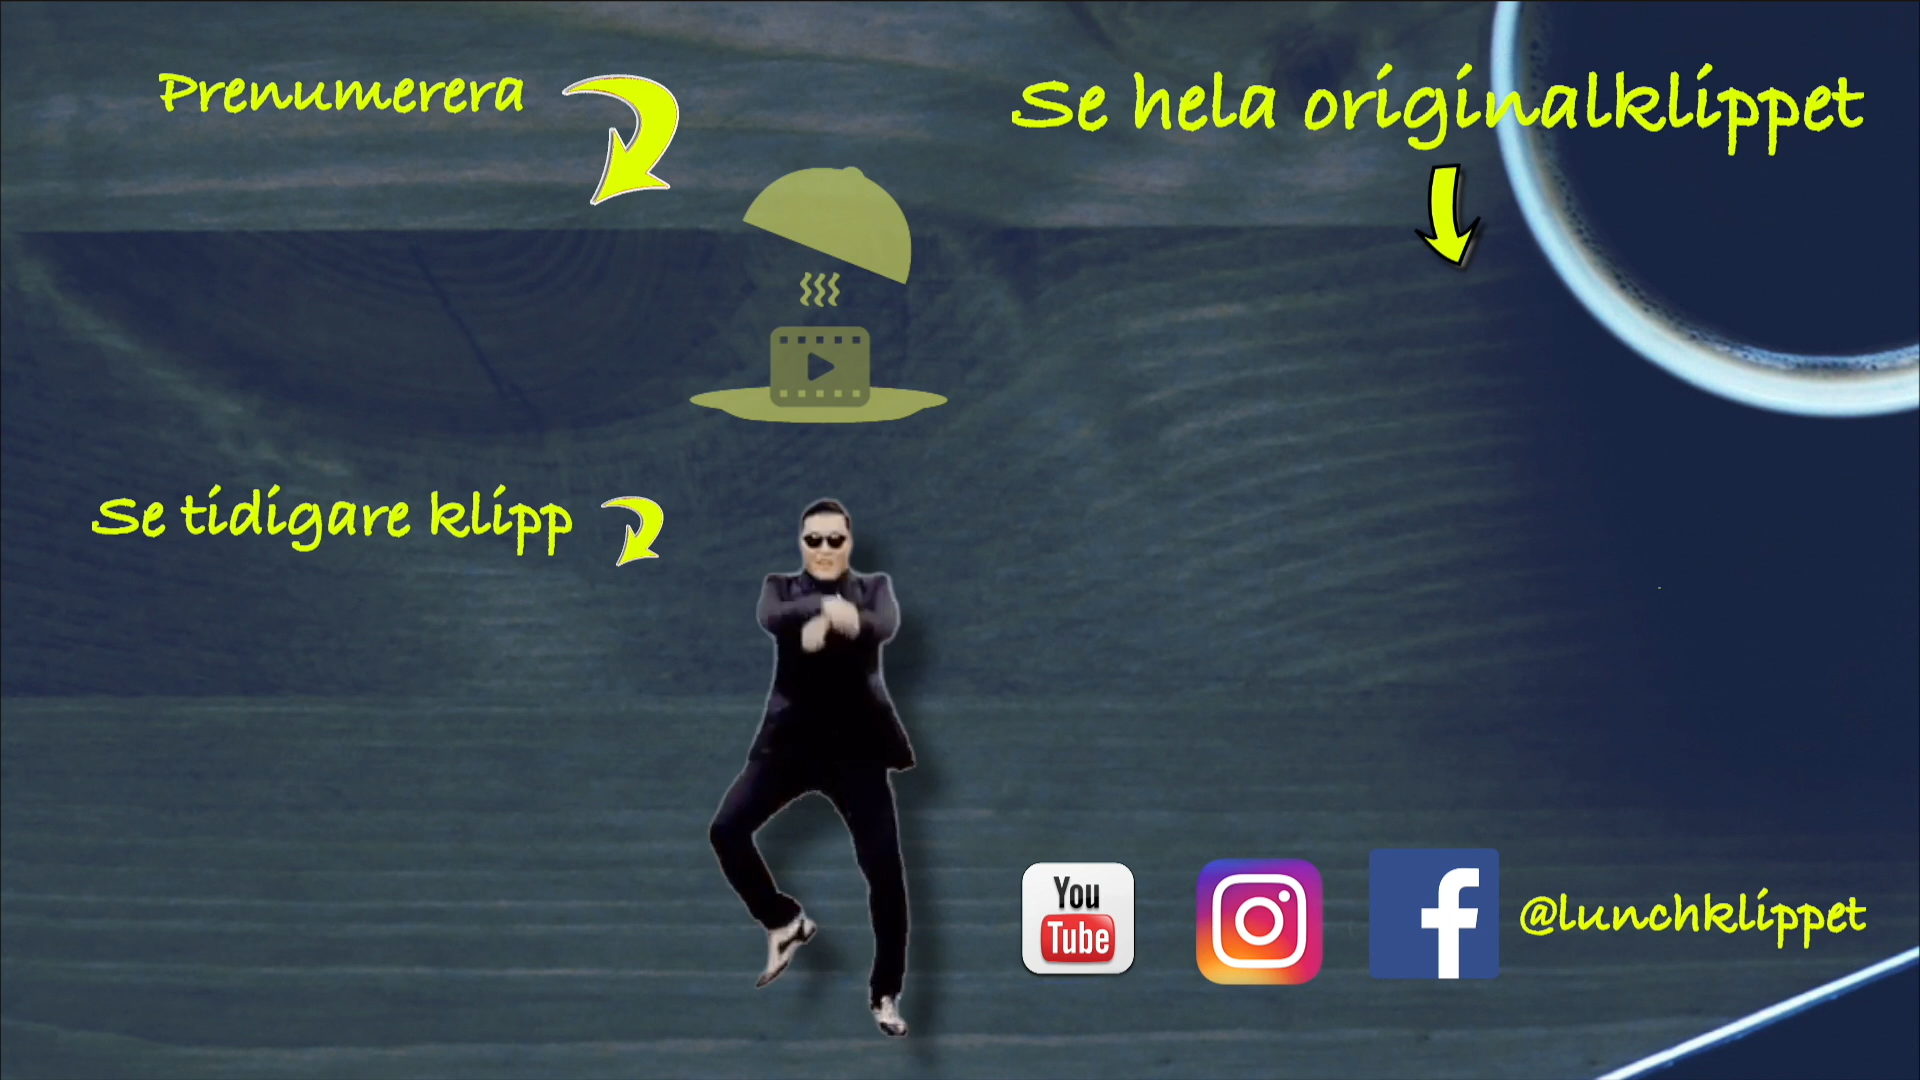 Prenumerera
Se hela originalklippet
Se tidigare klipp
You
Tube
@lunchklippet